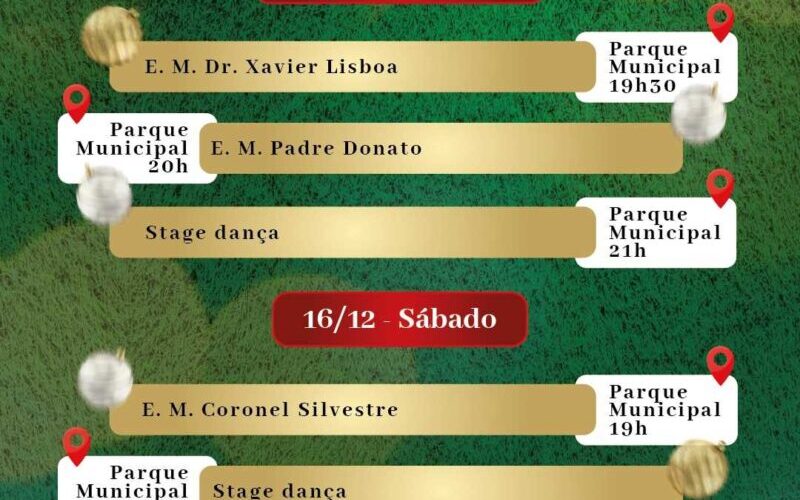 E. M. Dr. Xavier Lisboa
Parque
Municipal
19h30
Parque
Municipal
20h
E. M. Padre Donato
Stage dança
Parque
Municipal
21h
16/12 - Sábado
E. M. Coronel Silvestre
Parque
Municipal
19h
Parque
Municipal
Stage dança